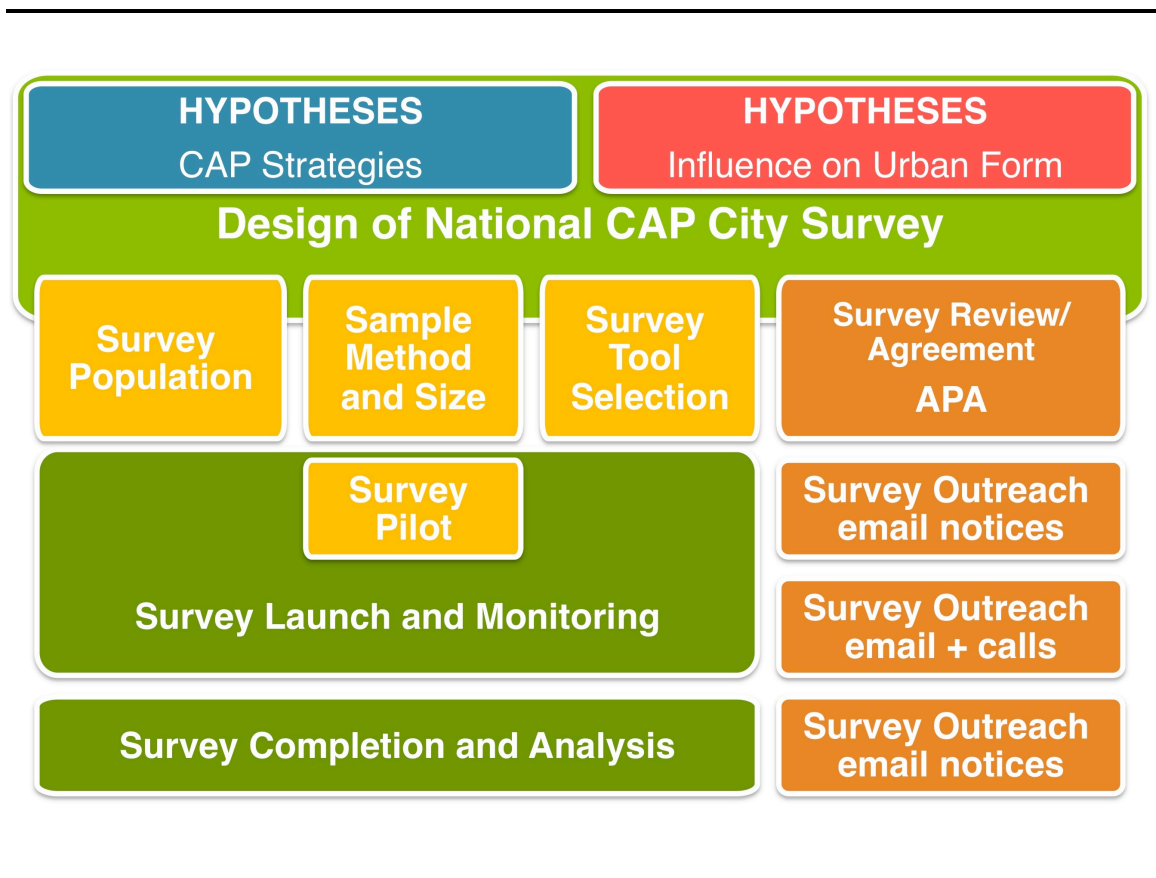 HYPOTHESES
CAP Strategies
HYPOTHESES
Influence on Urban Form
Design of National CAP City Survey
Survey
Population
Sample
Method
and Size
Survey
Tool
Selection
Survey Review/
Agreement
APA
Survey
Pilot
Survey Launch and Monitoring
Survey Outreach
email notices
Survey Outreach
email + calls
Survey Completion and Analysis
Survey Outreach
email notices